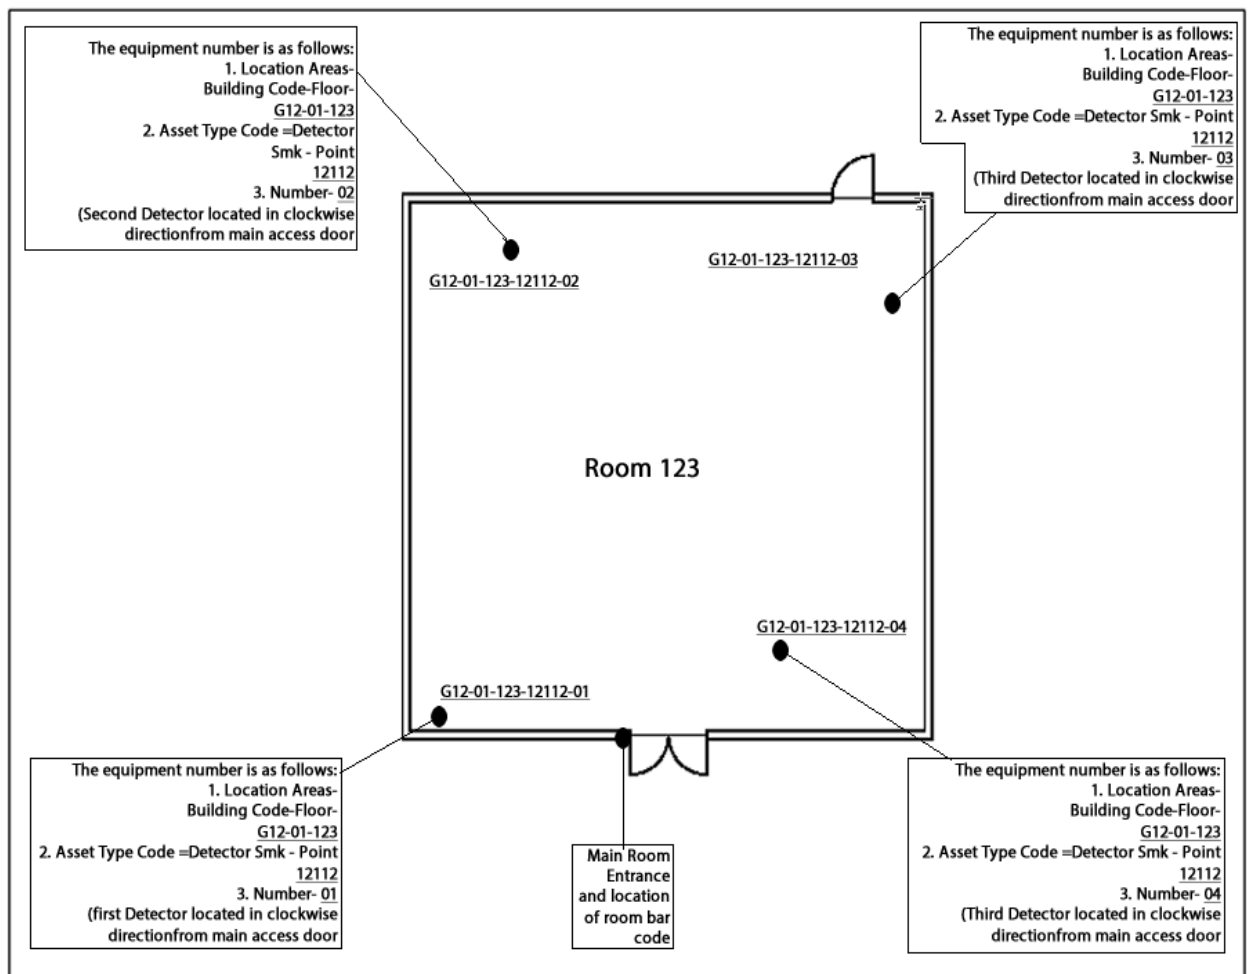 The equipment number is as follows:
1. Location Areas-
Building Code-Floor-
G12-01-123
2. Asset Type Code =Detector
Smk - Point
12112
3. Number- 02
(Second Detector located in clockwise
directionfrom main access door
The equipment number is as follows:
1. Location Areas-
Building Code-Floor-
G12-01-123
2. Asset Type Code =Detector Smk - Point
12112
3. Number- 03
(Third Detector located in clockwise
directionfrom main access door
G12-01-123-12112-02
G12-01-123-12112-03
Room 123
G12-01-123-12112-04
G12-01-123-12112-01
The equipment number is as follows:
1. Location Areas-
Building Code-Floor-
G12-01-123
2. Asset Type Code =Detector Smk - Point
12112
3. Number- 01
(first Detector located in clockwise
directionfrom main access door
Main Room
Entrance
and location
of room bar
code
The equipment number is as follows:
1. Location Areas-
Building Code-Floor-
G12-01-123
2. Asset Type Code =Detector Smk - Point
12112
3. Number- 04
(Third Detector located in clockwise
directionfrom main access door